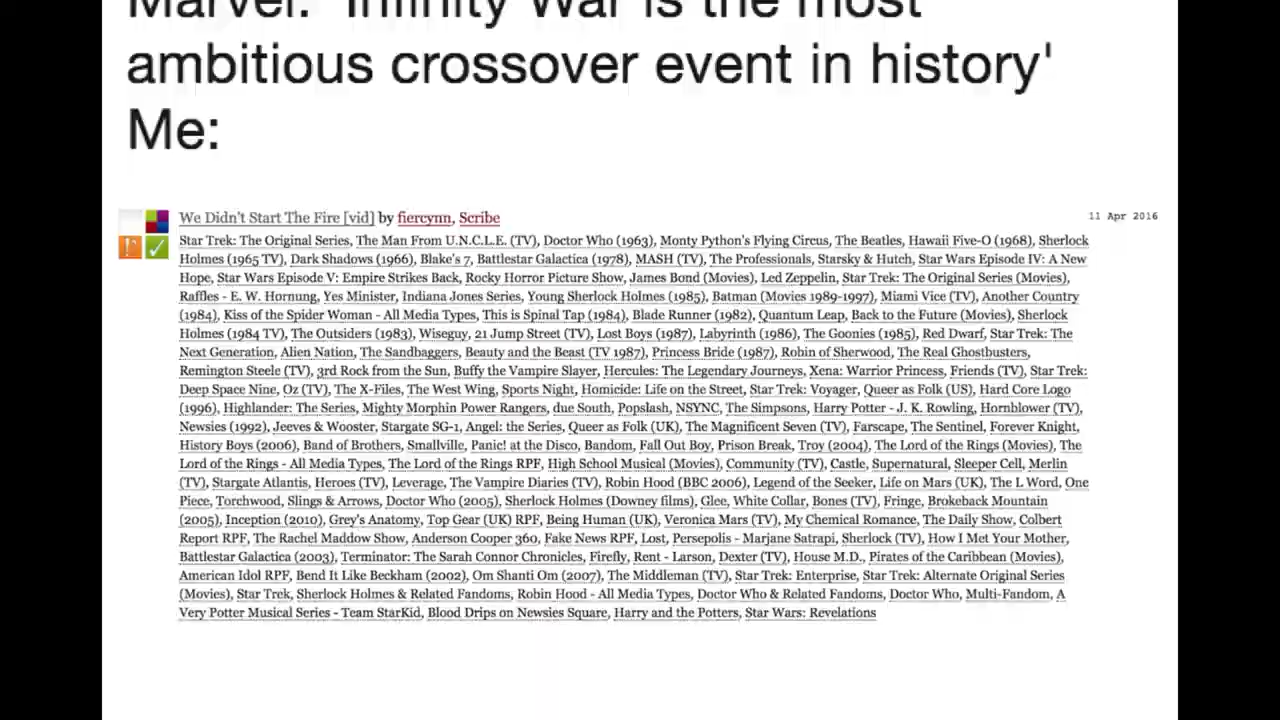 Marvel: 'Infinity War is the most
ambitious crossover event in history'
Me:
We Didn't Start The Fire [vid] by fiercynn, Scribe
11 Apr 2016
Star Trek: The Original Series, The Man From U.N.C.L.E. (TV), Doctor Who (1963), Monty Python's Flying Circus, The Beatles, Hawaii Five-O (1968), Sherlock
Holmes (1965 TV), Dark Shadows (1966), Blake's 7, Battlestar Galactica (1978), MASH (TV), The Professionals, Starsky & Hutch, Star Wars Episode IV: A New
Hope, Star Wars Episode V: Empire Strikes Back, Rocky Horror Picture Show, James Bond (Movies), Led Zeppelin, Star Trek: The Original Series (Movies),
Raffles - E. W. Hornung, Yes Minister, Indiana Jones Series, Young Sherlock Holmes (1985), Batman (Movies 1989-1997), Miami Vice (TV), Another Country
(1984), Kiss of the Spider Woman - All Media Types, This is Spinal Tap (1984), Blade Runner (1982), Quantum Leap, Back to the Future (Movies), Sherlock
Holmes (1984 TV), The Outsiders (1983), Wiseguy, 21 Jump Street (TV), Lost Boys (1987), Labyrinth (1986), The Goonies (1985), Red Dwarf, Star Trek: The
Next Generation, Alien Nation, The Sandbaggers, Beauty and the Beast (TV 1987), Princess Bride (1987), Robin of Sherwood, The Real Ghostbusters,
Remington Steele (TV), 3rd Rock from the Sun, Buffy the Vampire Slayer, Hercules: The Legendary Journeys, Xena: Warrior Princess, Friends (TV), Star Trek:
Deep Space Nine, Oz (TV), The X-Files, The West Wing, Sports Night, Homicide: Life on the Street, Star Trek: Voyager, Queer as Folk (US), Hard Core Logo
(1996), Highlander: The Series, Mighty Morphin Power Rangers, due South, Popslash, NSYNC, The Simpsons, Harry Potter - J. K. Rowling, Hornblower (TV),
Newsies (1992), Jeeves & Wooster, Stargate SG-1, Angel: the Series, Queer as Folk (UK), The Magnificent Seven (TV), Farscape, The Sentinel, Forever Knight,
History Boys (2006), Band of Brothers, Smallville, Panic! at the Disco, Bandom, Fall Out Boy, Prison Break, Troy (2004), The Lord of the Rings (Movies), The
Lord of the Rings - All Media Types, The Lord of the Rings RPF, High School Musical (Movies), Community (TV), Castle, Supernatural, Sleeper Cell, Merlin
(TV), Stargate Atlantis, Heroes (TV), Leverage, The Vampire Diaries (TV), Robin Hood (BBC 2006), Legend of the Seeker, Life on Mars (UK), The L Word, One
Piece, Torchwood, Slings & Arrows, Doctor Who (2005), Sherlock Holmes (Downey films), Glee, White Collar, Bones (TV), Fringe, Brokeback Mountain
(2005), Inception (2010), Grey's Anatomy, Top Gear (UK) RPF, Being Human (UK), Veronica Mars (TV), My Chemical Romance, The Daily Show, Colbert
Report RPF, The Rachel Maddow Show, Anderson Cooper 360, Fake News RPF, Lost, Persepolis - Marjane Satrapi, Sherlock (TV), How I Met Your Mother,
Battlestar Galactica (2003), Terminator: The Sarah Connor Chronicles, Firefly, Rent - Larson, Dexter (TV), House M.D., Pirates of the Caribbean (Movies),
American Idol RPF, Bend It Like Beckham (2002), Om Shanti Om (2007), The Middleman (TV), Star Trek: Enterprise, Star Trek: Alternate Original Series
(Movies), Star Trek, Sherlock Holmes & Related Fandoms, Robin Hood - All Media Types, Doctor Who & Related Fandoms, Doctor Who, Multi-Fandom, A
Very Potter Musical Series - Team StarKid, Blood Drips on Newsies Square, Harry and the Potters, Star Wars: Revelations